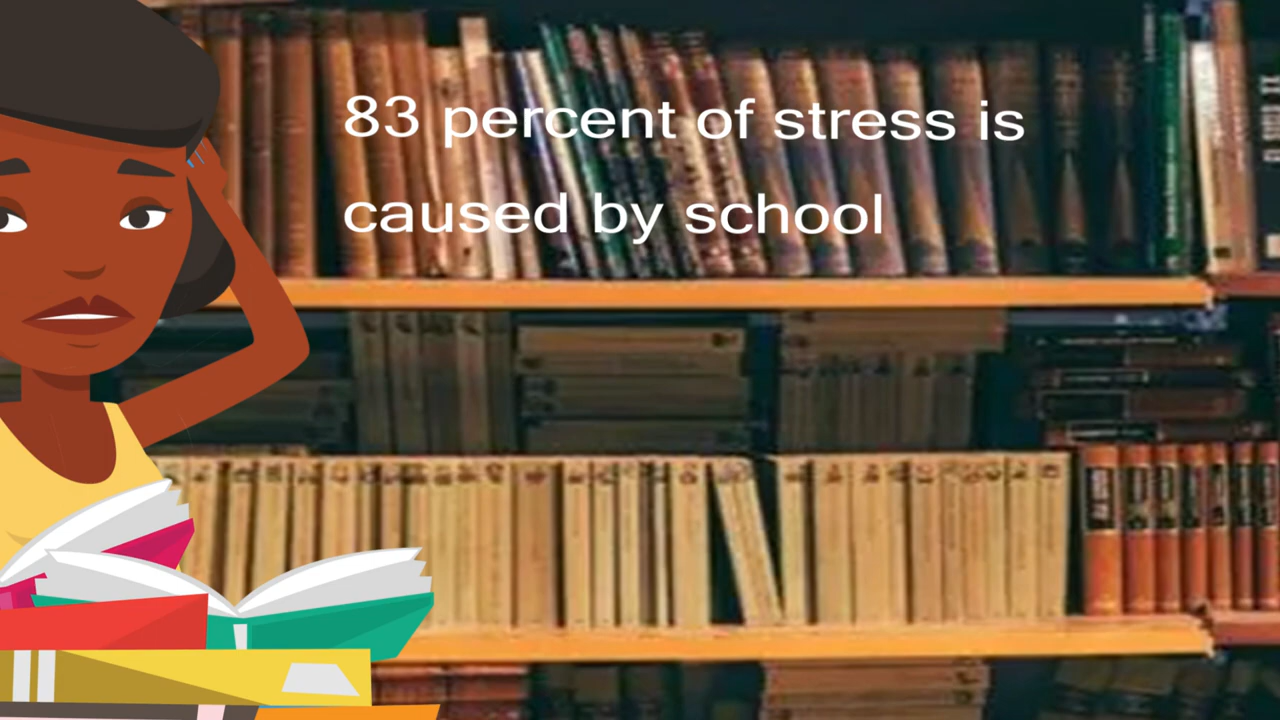 83 percent of stress is
caused by school